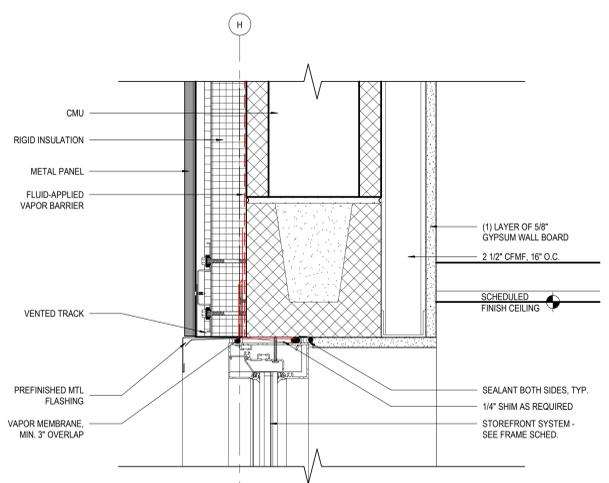 H
CMU
RIGID INSULATION
METAL PANEL
FLUID-APPLIED
VAPOR BARRIER
VENTED TRACK
PREFINISHED MTL
FLASHING
VAPOR MEMBRANE,
MIN. 3" OVERLAP
(1) LAYER OF 5/8"
GYPSUM WALL BOARD
2 1/2" CFMF, 16" O.C.
SCHEDULED
FINISH CEILING
SEALANT BOTH SIDES, TYP.
1/4" SHIM AS REQUIRED
STOREFRONT SYSTEM -
SEE FRAME SCHED.